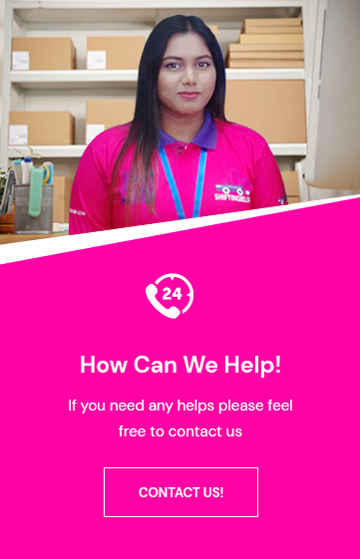 SHIFTINGBD.CO
24
How Can We Help!
If you need any helps please feel
free to contact us
CONTACT US!